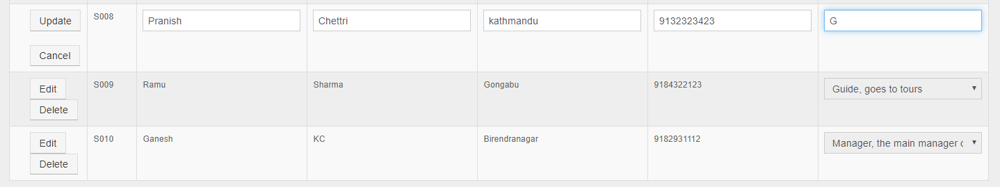 Update S008 Pranish Chettri kathmandu 9132323423 G
Cancel
Edit S009 Ramu Sharma Gongabu 9184322123 Guide, goes to tours
Delete
Edit S010 Ganesh KC Birendranagar 9182931112 Manager, the main manager
Delete